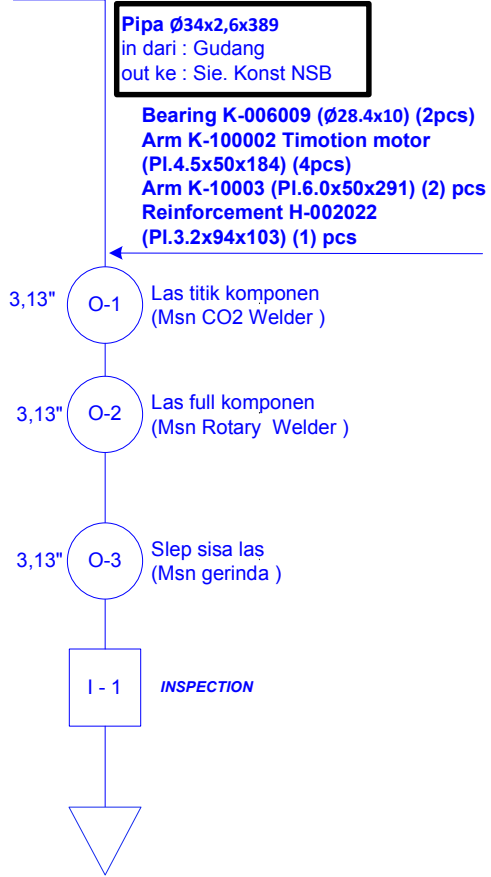 Pipa Ø34x2,6x389
in dari : Gudang
out ke : Sie. Konst NSB
Bearing K-006009 (Ø28.4x10) (2pcs)
Arm K-100002 Timotion motor
(Pl.4.5x50x184) (4pcs)
Arm K-10003 (Pl.6.0x50x291) (2) pcs
Reinforcement H-002022
(Pl.3.2x94x103) (1) pcs
3,13"
O-1
Las titik komponen
(Msn CO2 Welder )
3,13"
O-2
Las full komponen
(Msn Rotary Welder )
3,13"
O-3
Slep sisa las
(Msn gerinda )
I - 1
INSPECTION